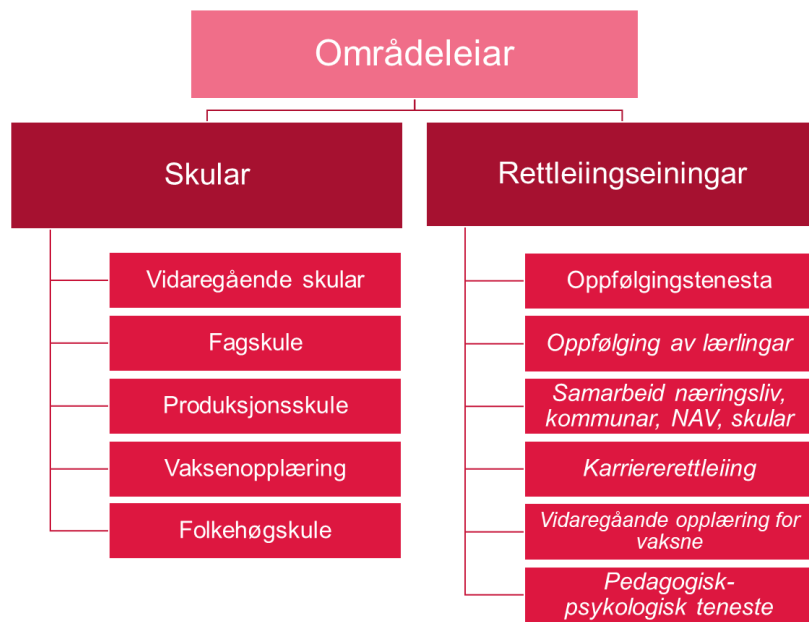 Områdeleiar
Skular
Vidaregående skular
Fagskule
Produksjonsskule
Vaksenopplæring
Folkehøgskule
Rettleiingseiningar
Oppfølgingstenesta
Oppfølging av lærlingar
Samarbeid næringsliv,
kommunar, NAV, skular
Karriererettleiing
Vidaregåande opplæring for
vaksne
Pedagogisk-
psykologisk teneste